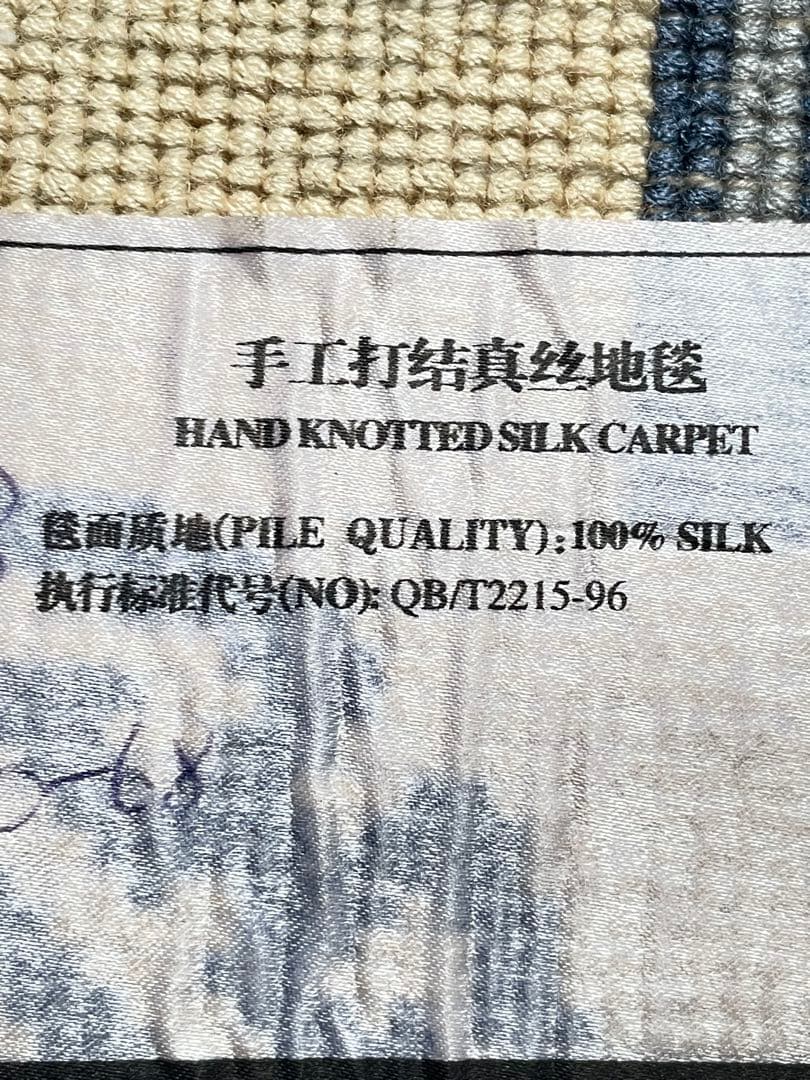 手工打结真丝地毯
HAND KNOTTED SILK CARPET
毯面质地(PILE QUALITY):100% SILK
执行标准代号(NO): QB/T2215-96
-68